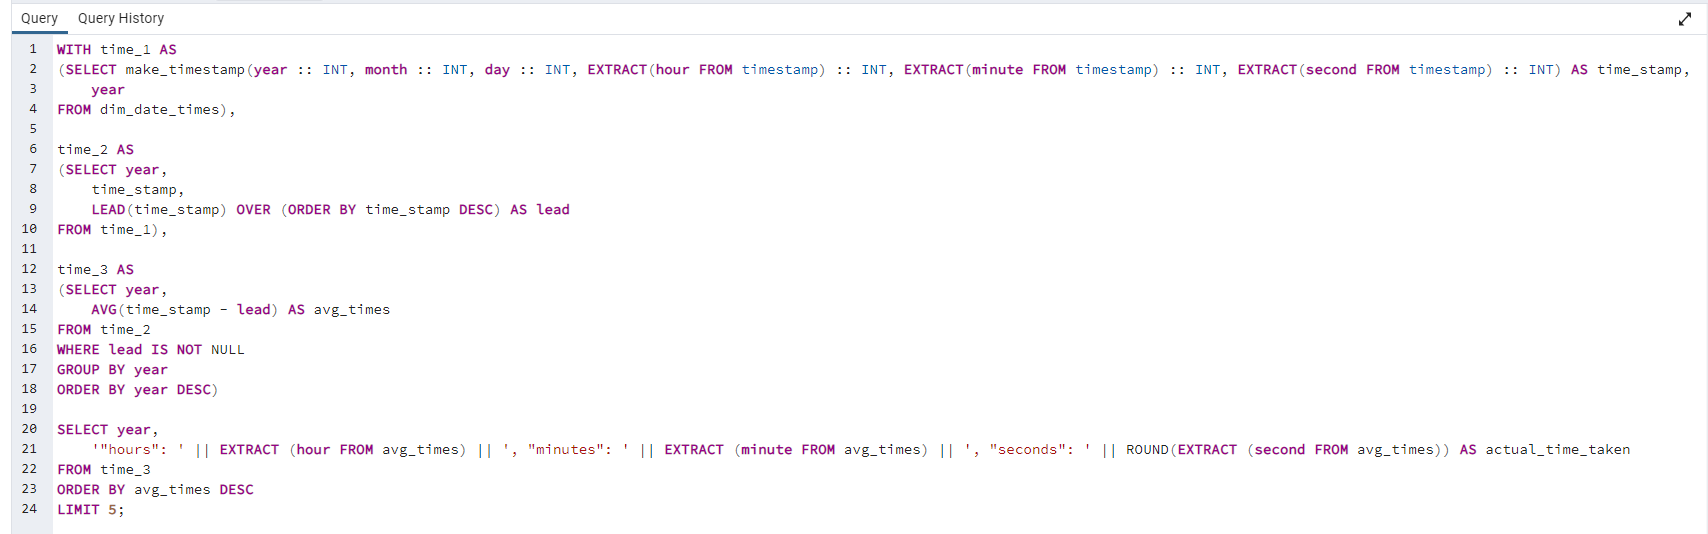 Query Query History
1 WITH time_1 AS
2 (SELECT make_timestamp(year :: INT, month :: INT, day :: INT, EXTRACT(hour FROM timestamp) :: INT, EXTRACT(minute FROM timestamp) :: INT, EXTRACT(second FROM timestamp) :: INT) AS time_stamp,
3 year
4 FROM dim_date_times),
5
6 time_2 AS
7 (SELECT year,
8 time_stamp,
9 LEAD(time_stamp) OVER (ORDER BY time_stamp DESC) AS lead
10 FROM time_1),
11
12 time_3 AS
13 (SELECT year,
14 AVG(time_stamp - lead) AS avg_times
15 FROM time_2
16 WHERE lead IS NOT NULL
17 GROUP BY year
18 ORDER BY year DESC)
19
20 SELECT year,
21 '"hours": ' || EXTRACT (hour FROM avg_times) || ', "minutes": ' || EXTRACT (minute FROM avg_times) || ', "seconds": ' || ROUND(EXTRACT (second FROM avg_times)) AS actual_time_taken
22 FROM time_3
23 ORDER BY avg_times DESC
24 LIMIT 5;